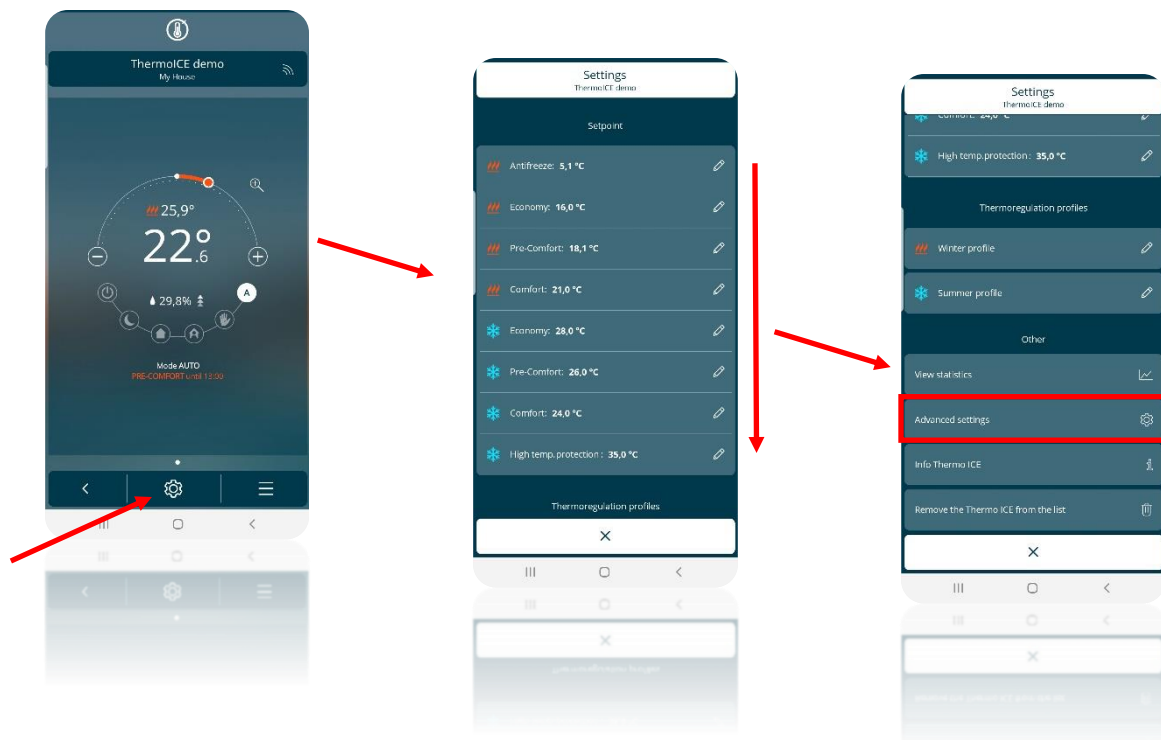 ThermoICE demo
My House
25,9°
22°.6
29,8%
A
Mode AUTO
PRE-COMFORT until 13:00
Settings
ThermoICE demo
Setpoint
Antifreeze: 5,1 °C
Economy: 16,0 °C
Pre-Comfort: 18,1 °C
Comfort: 21,0 °C
Economy: 28,0 °C
Pre-Comfort: 26,0 °C
Comfort: 24,0 °C
High temp. protection : 35,0 °C
Thermoregulation profiles
Settings
ThermoICE demo
Comfort: 24,0 °C
High temp. protection : 35,0 °C
Thermoregulation profiles
Winter profile
Summer profile
Other
View statistics
Advanced settings
Info Thermo ICE
Remove the Thermo ICE from the list